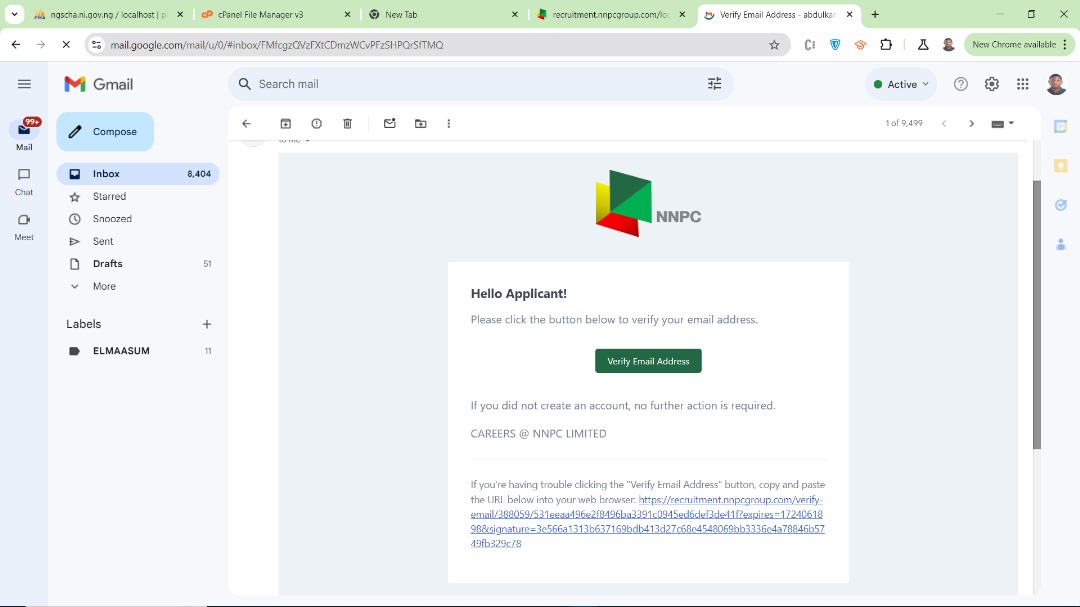 ngscha.ni.gov.ng / localhost | p
cPanel File Manager v3
New Tab
recruitment.nnpcgroup.com/loc
Verify Email Address - abdulkar
mail.google.com/mail/u/0/#inbox/FMfcgzQVzFXtCDmzWCvPFzSHPQrSfTMQ
New Chrome available
Gmail
Search mail
Active
99+
Mail
Chat
Meet
Compose
Inbox 8,404
Starred
Snoozed
Sent
Drafts 51
More
Labels
ELMAASUM 11
1 of 9,499
to me
NNPC
Hello Applicant!
Please click the button below to verify your email address.
Verify Email Address
If you did not create an account, no further action is required.
CAREERS @ NNPC LIMITED
If you're having trouble clicking the "Verify Email Address" button, copy and paste
the URL below into your web browser: https://recruitment.nnpcgroup.com/verify-
email/388059/531eeaa496e2f8496ba3391c0945ed6def3de41f?expires=17240618
98&signature=3e566a1313b637169bdb413d27c68e4548069bb3336e4a78846b57
49fb329c78